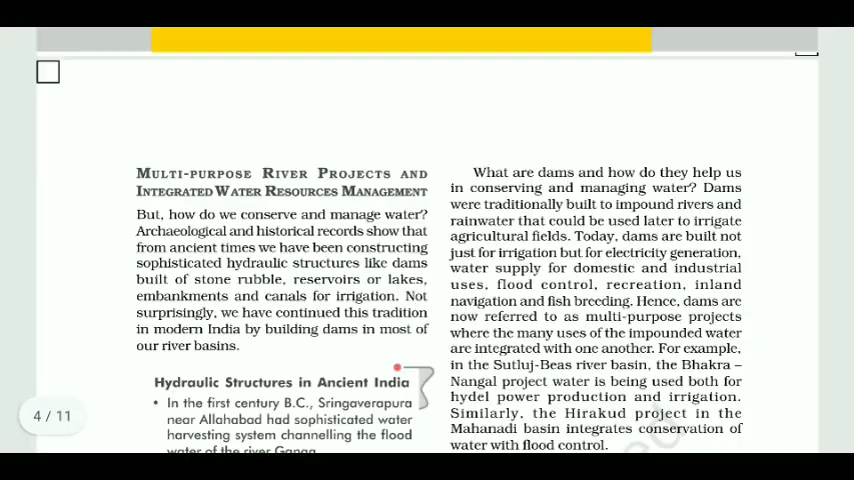 MULTI-PURPOSE RIVER PROJECTS AND
INTEGRATED WATER RESOURCES MANAGEMENT
But, how do we conserve and manage water?
Archaeological and historical records show that
from ancient times we have been constructing
sophisticated hydraulic structures like dams
built of stone rubble, reservoirs or lakes,
embankments and canals for irrigation. Not
surprisingly, we have continued this tradition
in modern India by building dams in most of
our river basins.
Hydraulic Structures in Ancient India
• In the first century B.C., Sringaverapura
near Allahabad had sophisticated water
harvesting system channelling the flood
water of the river Ganga
What are dams and how do they help us
in conserving and managing water? Dams
were traditionally built to impound rivers and
rainwater that could be used later to irrigate
agricultural fields. Today, dams are built not
just for irrigation but for electricity generation,
water supply for domestic and industrial
uses, flood control, recreation, inland
navigation and fish breeding. Hence, dams are
now referred to as multi-purpose projects
where the many uses of the impounded water
are integrated with one another. For example,
in the Sutluj-Beas river basin, the Bhakra –
Nangal project water is being used both for
hydel power production and irrigation.
Similarly, the Hirakud project in the
Mahanadi basin integrates conservation of
water with flood control.
4 / 11